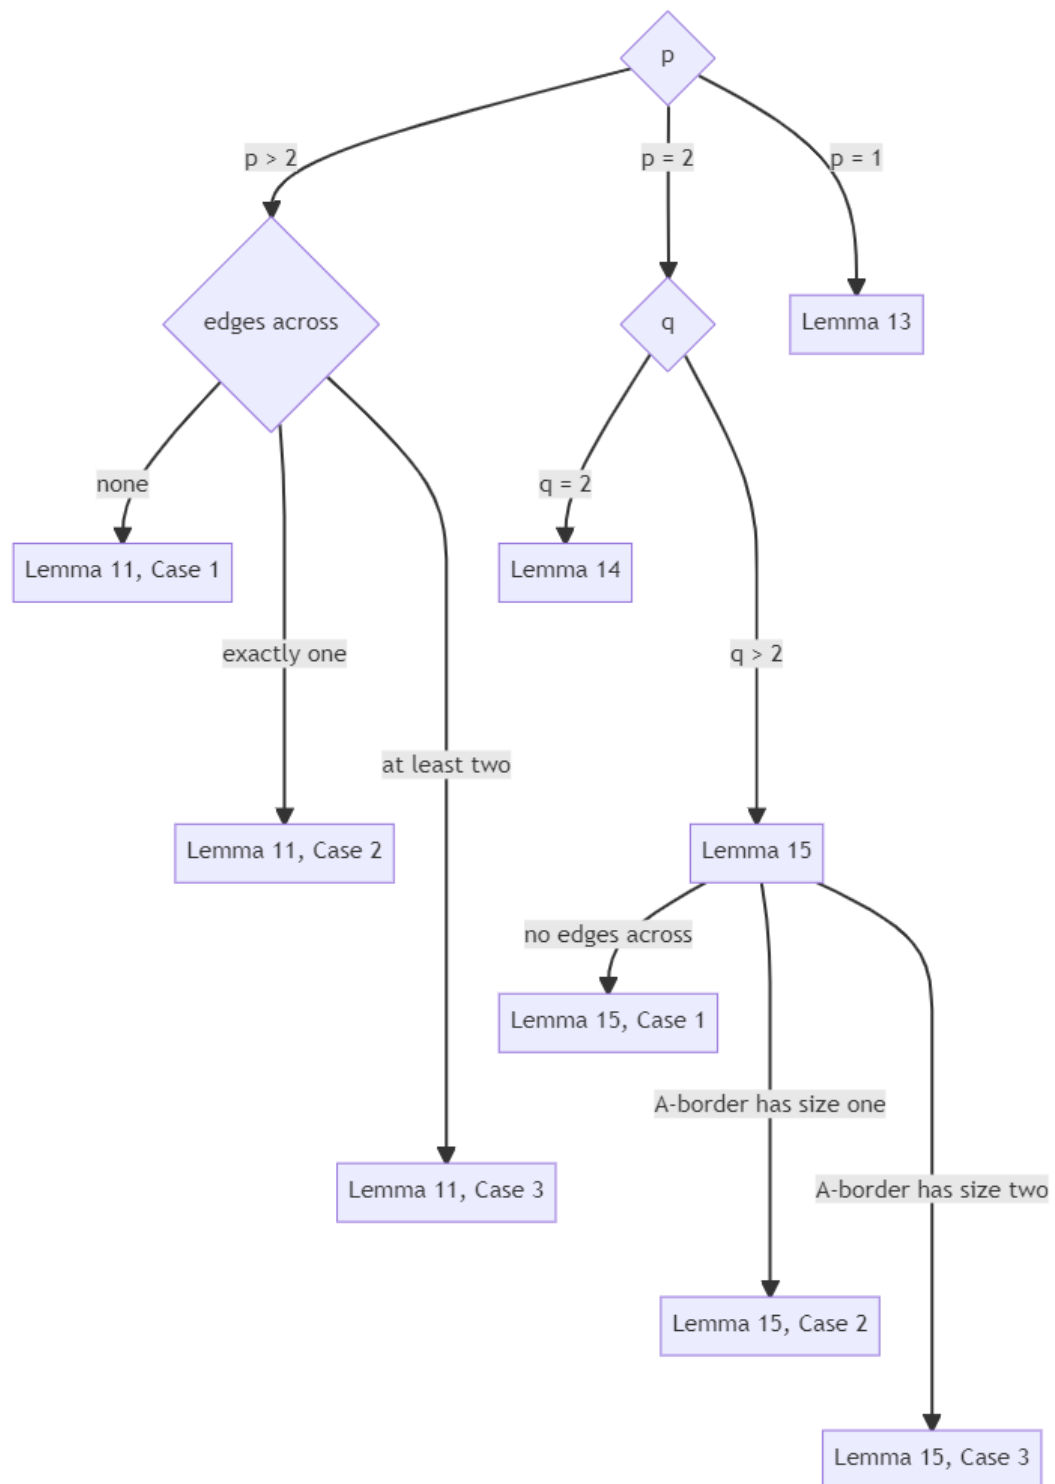 p
p > 2
p = 2
p = 1
edges across
q
Lemma 13
none
q = 2
Lemma 11, Case 1
Lemma 14
exactly one
q > 2
at least two
Lemma 11, Case 2
Lemma 15
no edges across
Lemma 15, Case 1
A-border has size one
Lemma 11, Case 3
A-border has size two
Lemma 15, Case 2
Lemma 15, Case 3